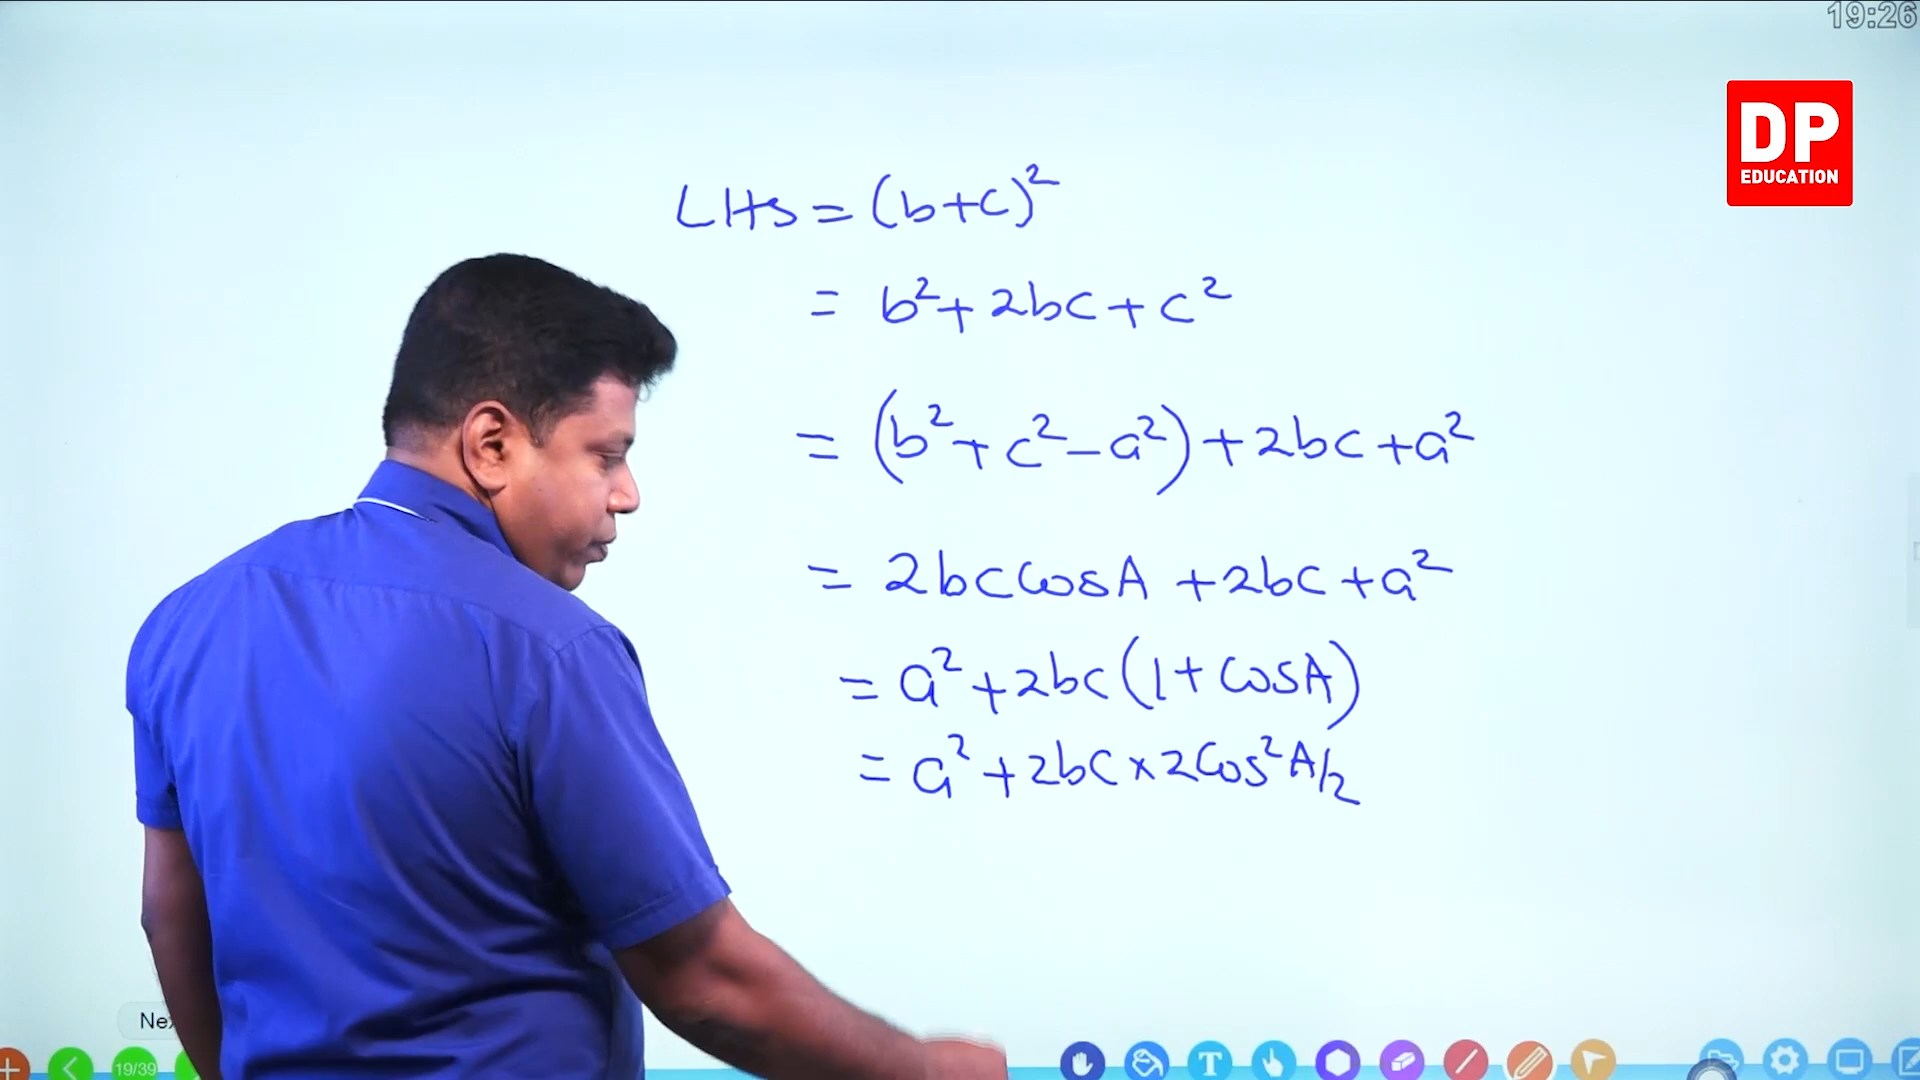 19:26
DP
EDUCATION
LHS = (b+c)²
= b²+2bc+c²
= (b²+c²-a²)+2bc+a²
= 2bc cosA +2bc+a²
= a²+2bc(1+cosA)
= a²+2bc×2cos²A/2
19/39
T